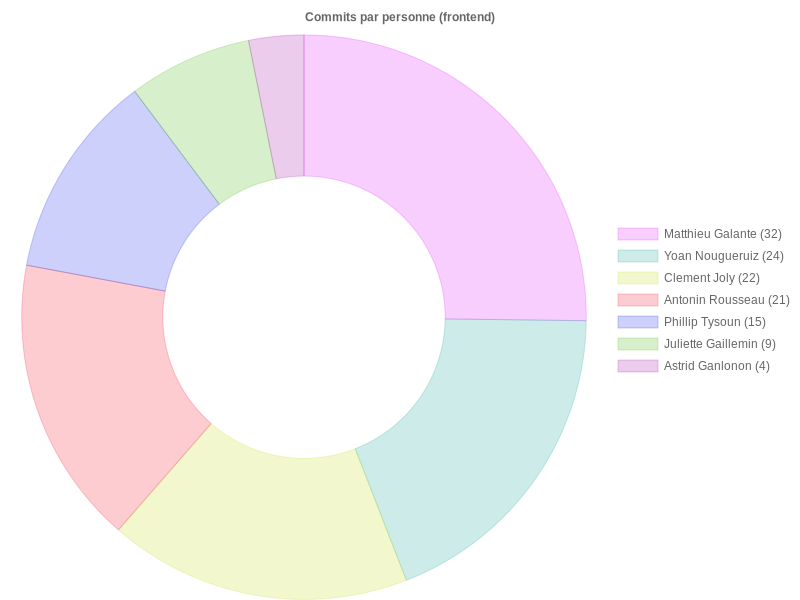 Commits par personne (frontend)
Matthieu Galante (32)
Yoan Nougueruiz (24)
Clement Joly (22)
Antonin Rousseau (21)
Phillip Tysoun (15)
Juliette Gaillemin (9)
Astrid Ganlonon (4)